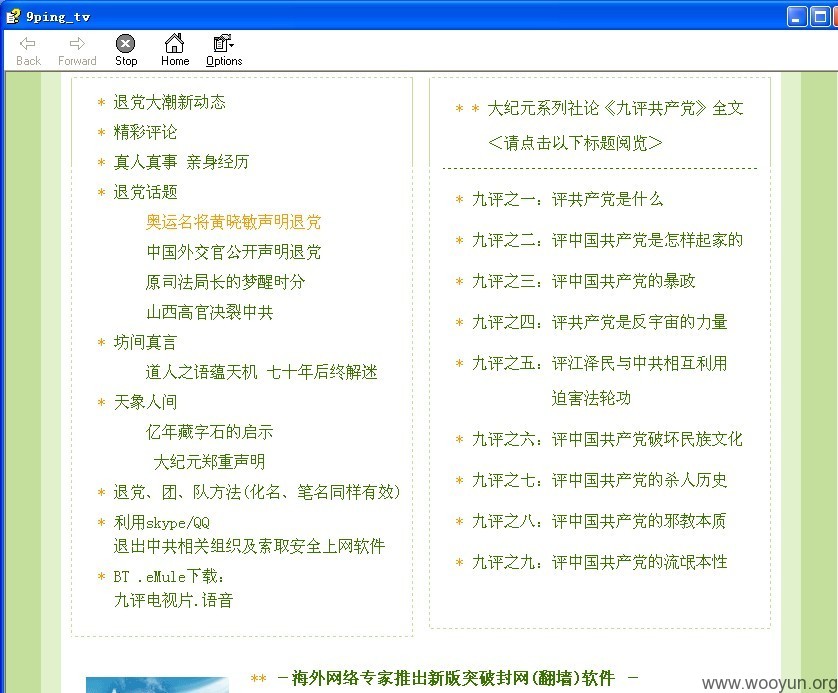 9ping_tv
Back Forward Stop Home Options
* 退党大潮新动态
* 精彩评论
* 真人真事 亲身经历
* 退党话题
奥运名将黄晓敏声明退党
中国外交官公开声明退党
原司法局长的梦醒时分
山西高官决裂中共
* 坊间真言
道人之语蕴天机 七十年后终解迷
* 天象人间
亿年藏字石的启示
大纪元郑重声明
* 退党、团、队方法(化名、笔名同样有效)
* 利用skype/QQ
退出中共相关组织及索取安全上网软件
* BT .eMule下载:
九评电视片.语音
* * 大纪元系列社论《九评共产党》全文
＜请点击以下标题阅览＞
* 九评之一: 评共产党是什么
* 九评之二: 评中国共产党是怎样起家的
* 九评之三: 评中国共产党的暴政
* 九评之四: 评共产党是反宇宙的力量
* 九评之五: 评江泽民与中共相互利用
迫害法轮功
* 九评之六: 评中国共产党破坏民族文化
* 九评之七: 评中国共产党的杀人历史
* 九评之八: 评中国共产党的邪教本质
* 九评之九: 评中国共产党的流氓本性
** －海外网络专家推出新版突破封网(翻墙)软件 －
www.wooyun.org